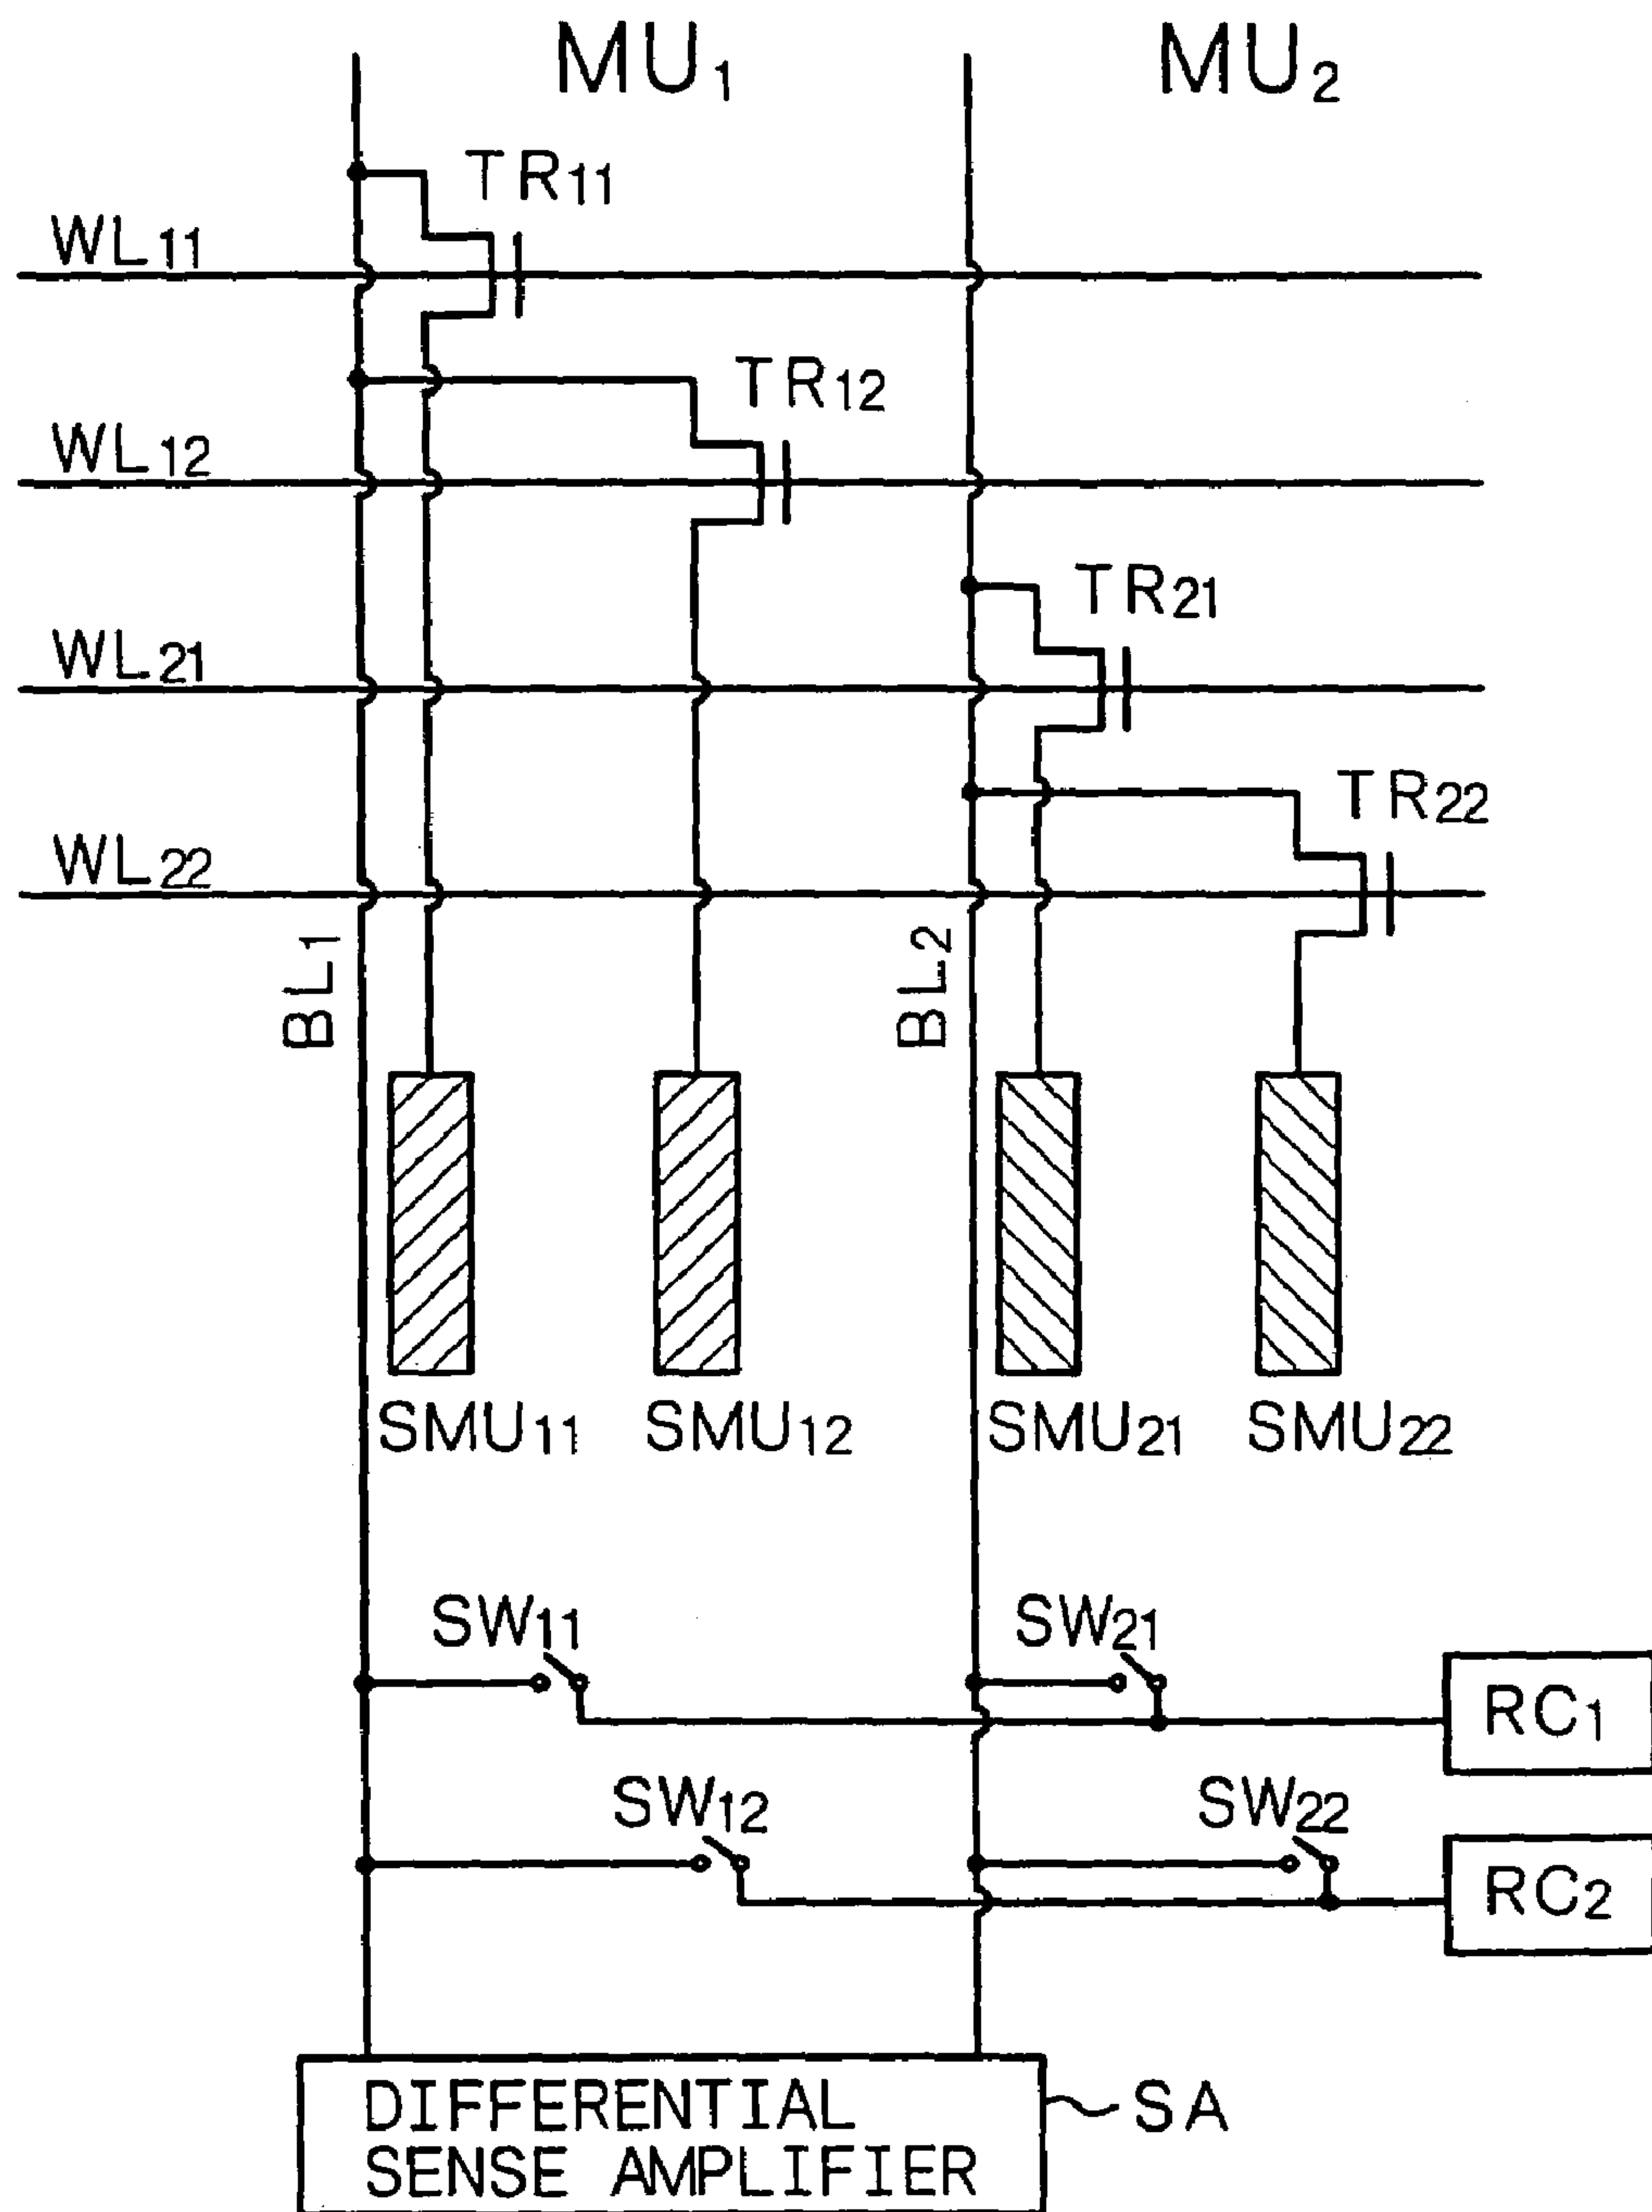 MU1 MU2
TR11
WL11
TR12
WL12
TR21
WL21
TR22
WL22
BL1 BL2
SMU11 SMU12 SMU21 SMU22
SW11 SW21
RC1
SW12 SW22
RC2
DIFFERENTIAL
SENSE AMPLIFIER
SA